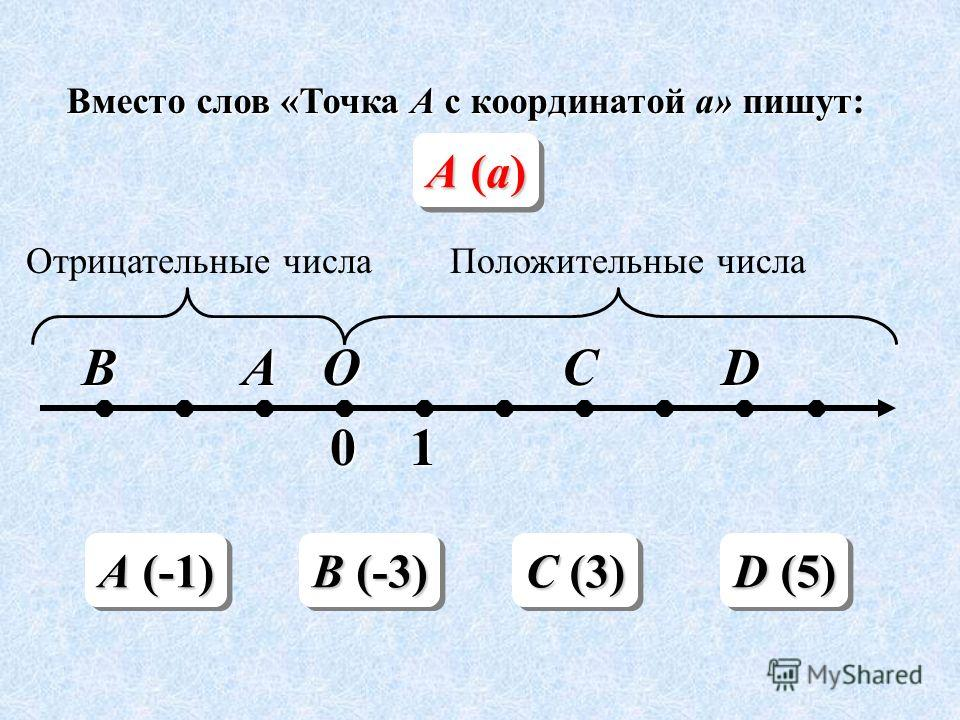 Вместо слов «Точка А с координатой а» пишут:
А (а)
Отрицательные числа Положительные числа
В А О С D
0 1
А (-1) В (-3) С (3) D (5)
MyShared